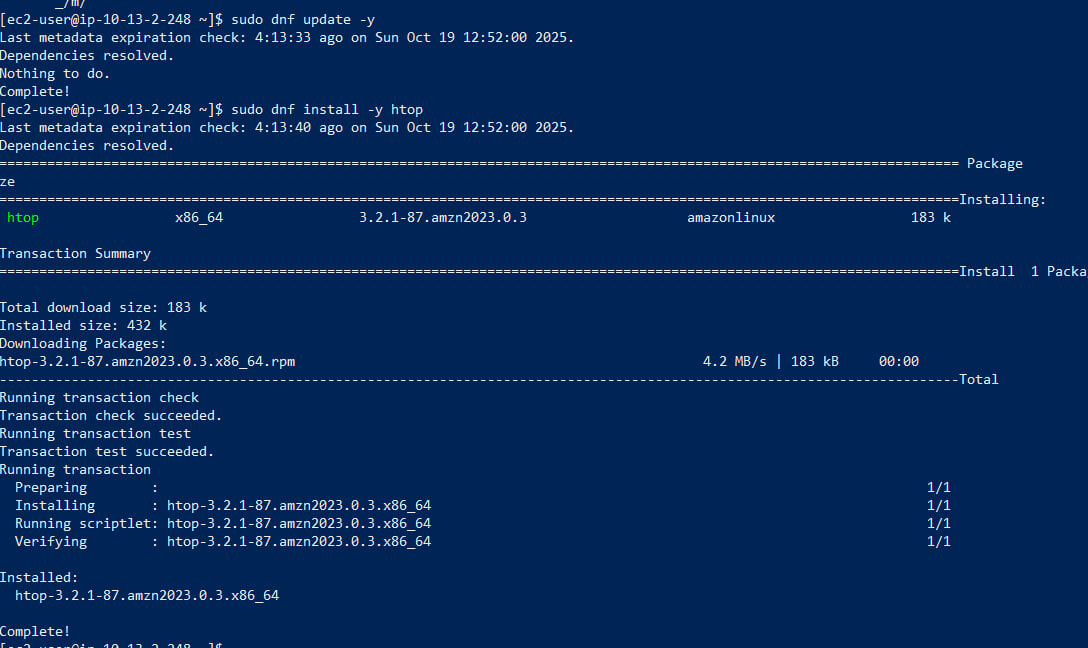 _/m/
[ec2-user@ip-10-13-2-248 ~]$ sudo dnf update -y
Last metadata expiration check: 4:13:33 ago on Sun Oct 19 12:52:00 2025.
Dependencies resolved.
Nothing to do.
Complete!
[ec2-user@ip-10-13-2-248 ~]$ sudo dnf install -y htop
Last metadata expiration check: 4:13:40 ago on Sun Oct 19 12:52:00 2025.
Dependencies resolved.
======================================================================================================================== Package
ze
========================================================================================================================Installing:
 htop                 x86_64                 3.2.1-87.amzn2023.0.3                    amazonlinux                 183 k

Transaction Summary
========================================================================================================================Install  1 Packa

Total download size: 183 k
Installed size: 432 k
Downloading Packages:
htop-3.2.1-87.amzn2023.0.3.x86_64.rpm                                                   4.2 MB/s | 183 kB     00:00
------------------------------------------------------------------------------------------------------------------------Total
Running transaction check
Transaction check succeeded.
Running transaction test
Transaction test succeeded.
Running transaction
  Preparing        :                                                                                                1/1
  Installing       : htop-3.2.1-87.amzn2023.0.3.x86_64                                                              1/1
  Running scriptlet: htop-3.2.1-87.amzn2023.0.3.x86_64                                                              1/1
  Verifying        : htop-3.2.1-87.amzn2023.0.3.x86_64                                                              1/1

Installed:
  htop-3.2.1-87.amzn2023.0.3.x86_64

Complete!
[ec2-user@ip-10-13-2-248 ~]$